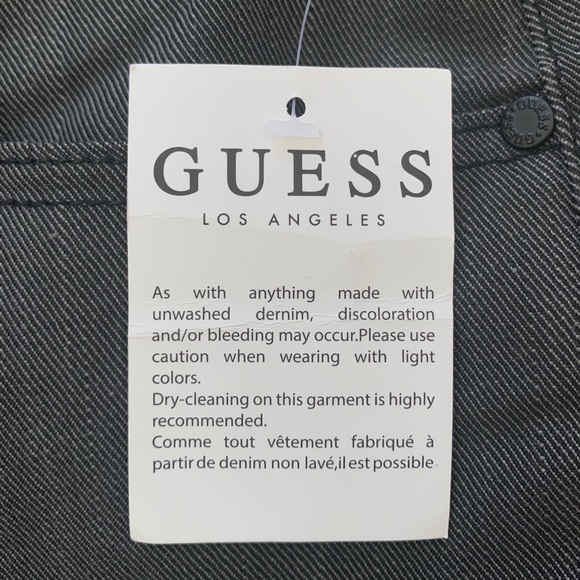 GUESS
LOS ANGELES
GUESS
As with anything made with
unwashed dernim, discoloration
and/or bleeding may occur.Please use
caution when wearing with light
colors.
Dry-cleaning on this garment is highly
recommended.
Comme tout vêtement fabriqué à
partir de denim non lavé,il est possible